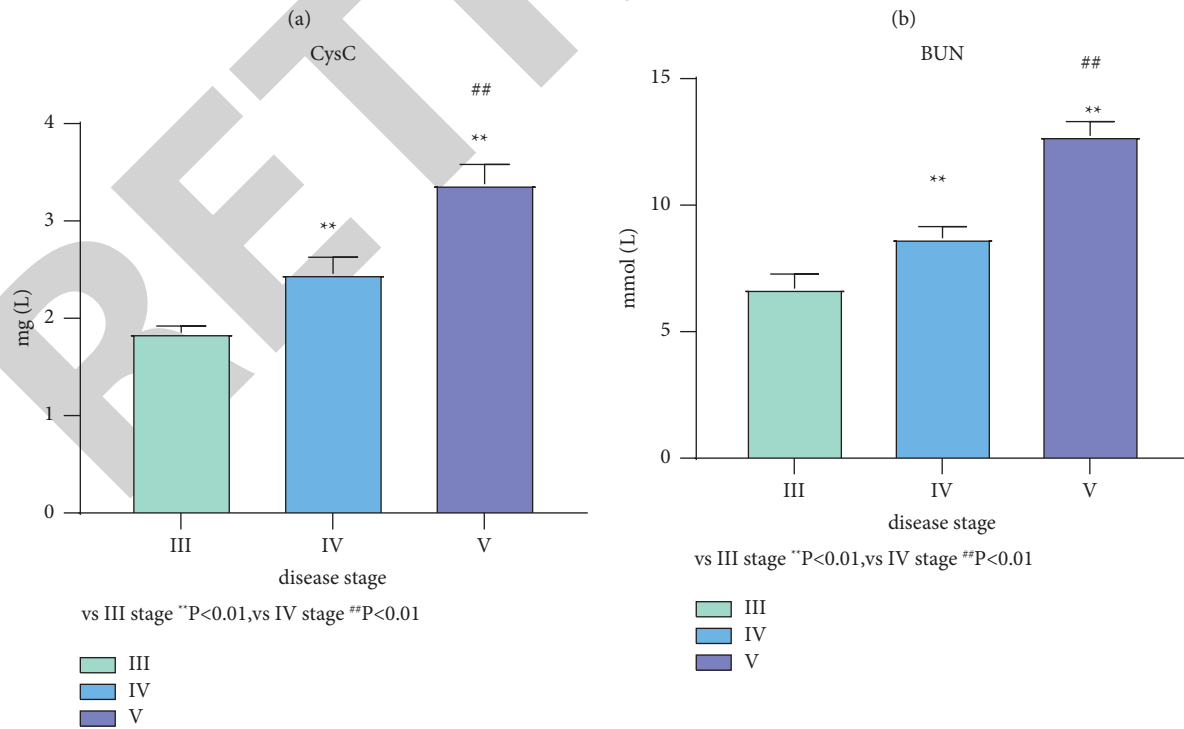 (a)
CysC
4
3
2
1
0
mg (L)
**
**
##
III
IV
V
disease stage
vs III stage **P<0.01,vs IV stage ##P<0.01
III
IV
V
(b)
BUN
15
10
5
0
mmol (L)
**
**
##
III
IV
V
disease stage
vs III stage **P<0.01,vs IV stage ##P<0.01
III
IV
V
RET